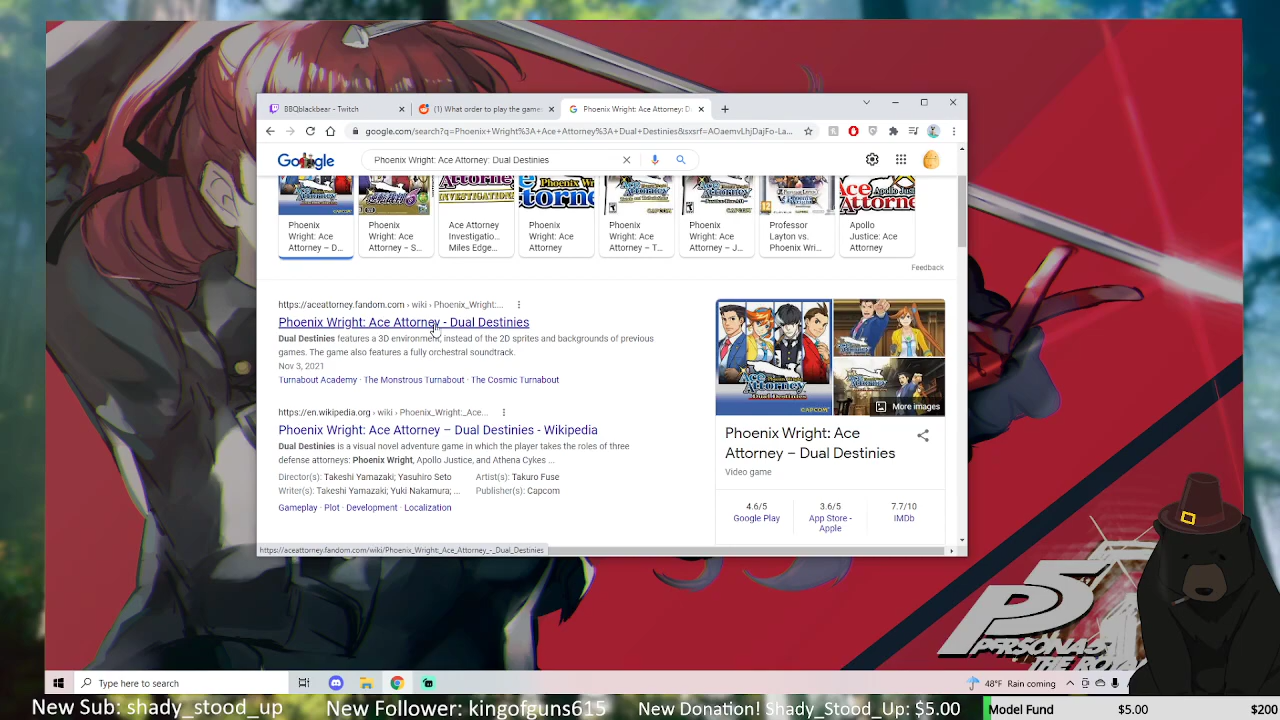 BBQblackbear - Twitch
(1) What order to play the game
Phoenix Wright: Ace Attorney: D
google.com/search?q=Phoenix+Wright%3A+Ace+Attorney%3A+Dual+Destinies&sxsrf=AOaemvLhjDajFo-La...
Phoenix Wright: Ace Attorney: Dual Destinies
Phoenix Wright: Ace Attorney – D...
Phoenix Wright: Ace Attorney – S...
Ace Attorney Investigatio... Miles Edge...
Phoenix Wright: Ace Attorney
Phoenix Wright: Ace Attorney – T...
Phoenix Wright: Ace Attorney – J...
Professor Layton vs. Phoenix Wri...
Apollo Justice: Ace Attorney
Feedback
https://aceattorney.fandom.com › wiki › Phoenix_Wright:...
Phoenix Wright: Ace Attorney - Dual Destinies
Dual Destinies features a 3D environment, instead of the 2D sprites and backgrounds of previous
games. The game also features a fully orchestral soundtrack.
Nov 3, 2021
Turnabout Academy · The Monstrous Turnabout · The Cosmic Turnabout
https://en.wikipedia.org › wiki › Phoenix_Wright:_Ace...
Phoenix Wright: Ace Attorney – Dual Destinies - Wikipedia
Dual Destinies is a visual novel adventure game in which the player takes the roles of three
defense attorneys: Phoenix Wright, Apollo Justice, and Athena Cykes ...
Director(s): Takeshi Yamazaki; Yasuhiro Seto
Artist(s): Takuro Fuse
Writer(s): Takeshi Yamazaki; Yuki Nakamura; ...
Publisher(s): Capcom
Gameplay · Plot · Development · Localization
More images
Phoenix Wright: Ace
Attorney – Dual Destinies
Video game
4.6/5
Google Play
3.6/5
App Store -
Apple
7.7/10
IMDb
https://aceattorney.fandom.com/wiki/Phoenix_Wright_Ace_Attorney_-_Dual_Destinies
P5
PERSONA5
THE ROYA
Type here to search
48°F Rain coming
New Sub: shady_stood_up
New Follower: kingofguns615
New Donation! Shady_Stood_Up: $5.00
Model Fund
$5.00
$200